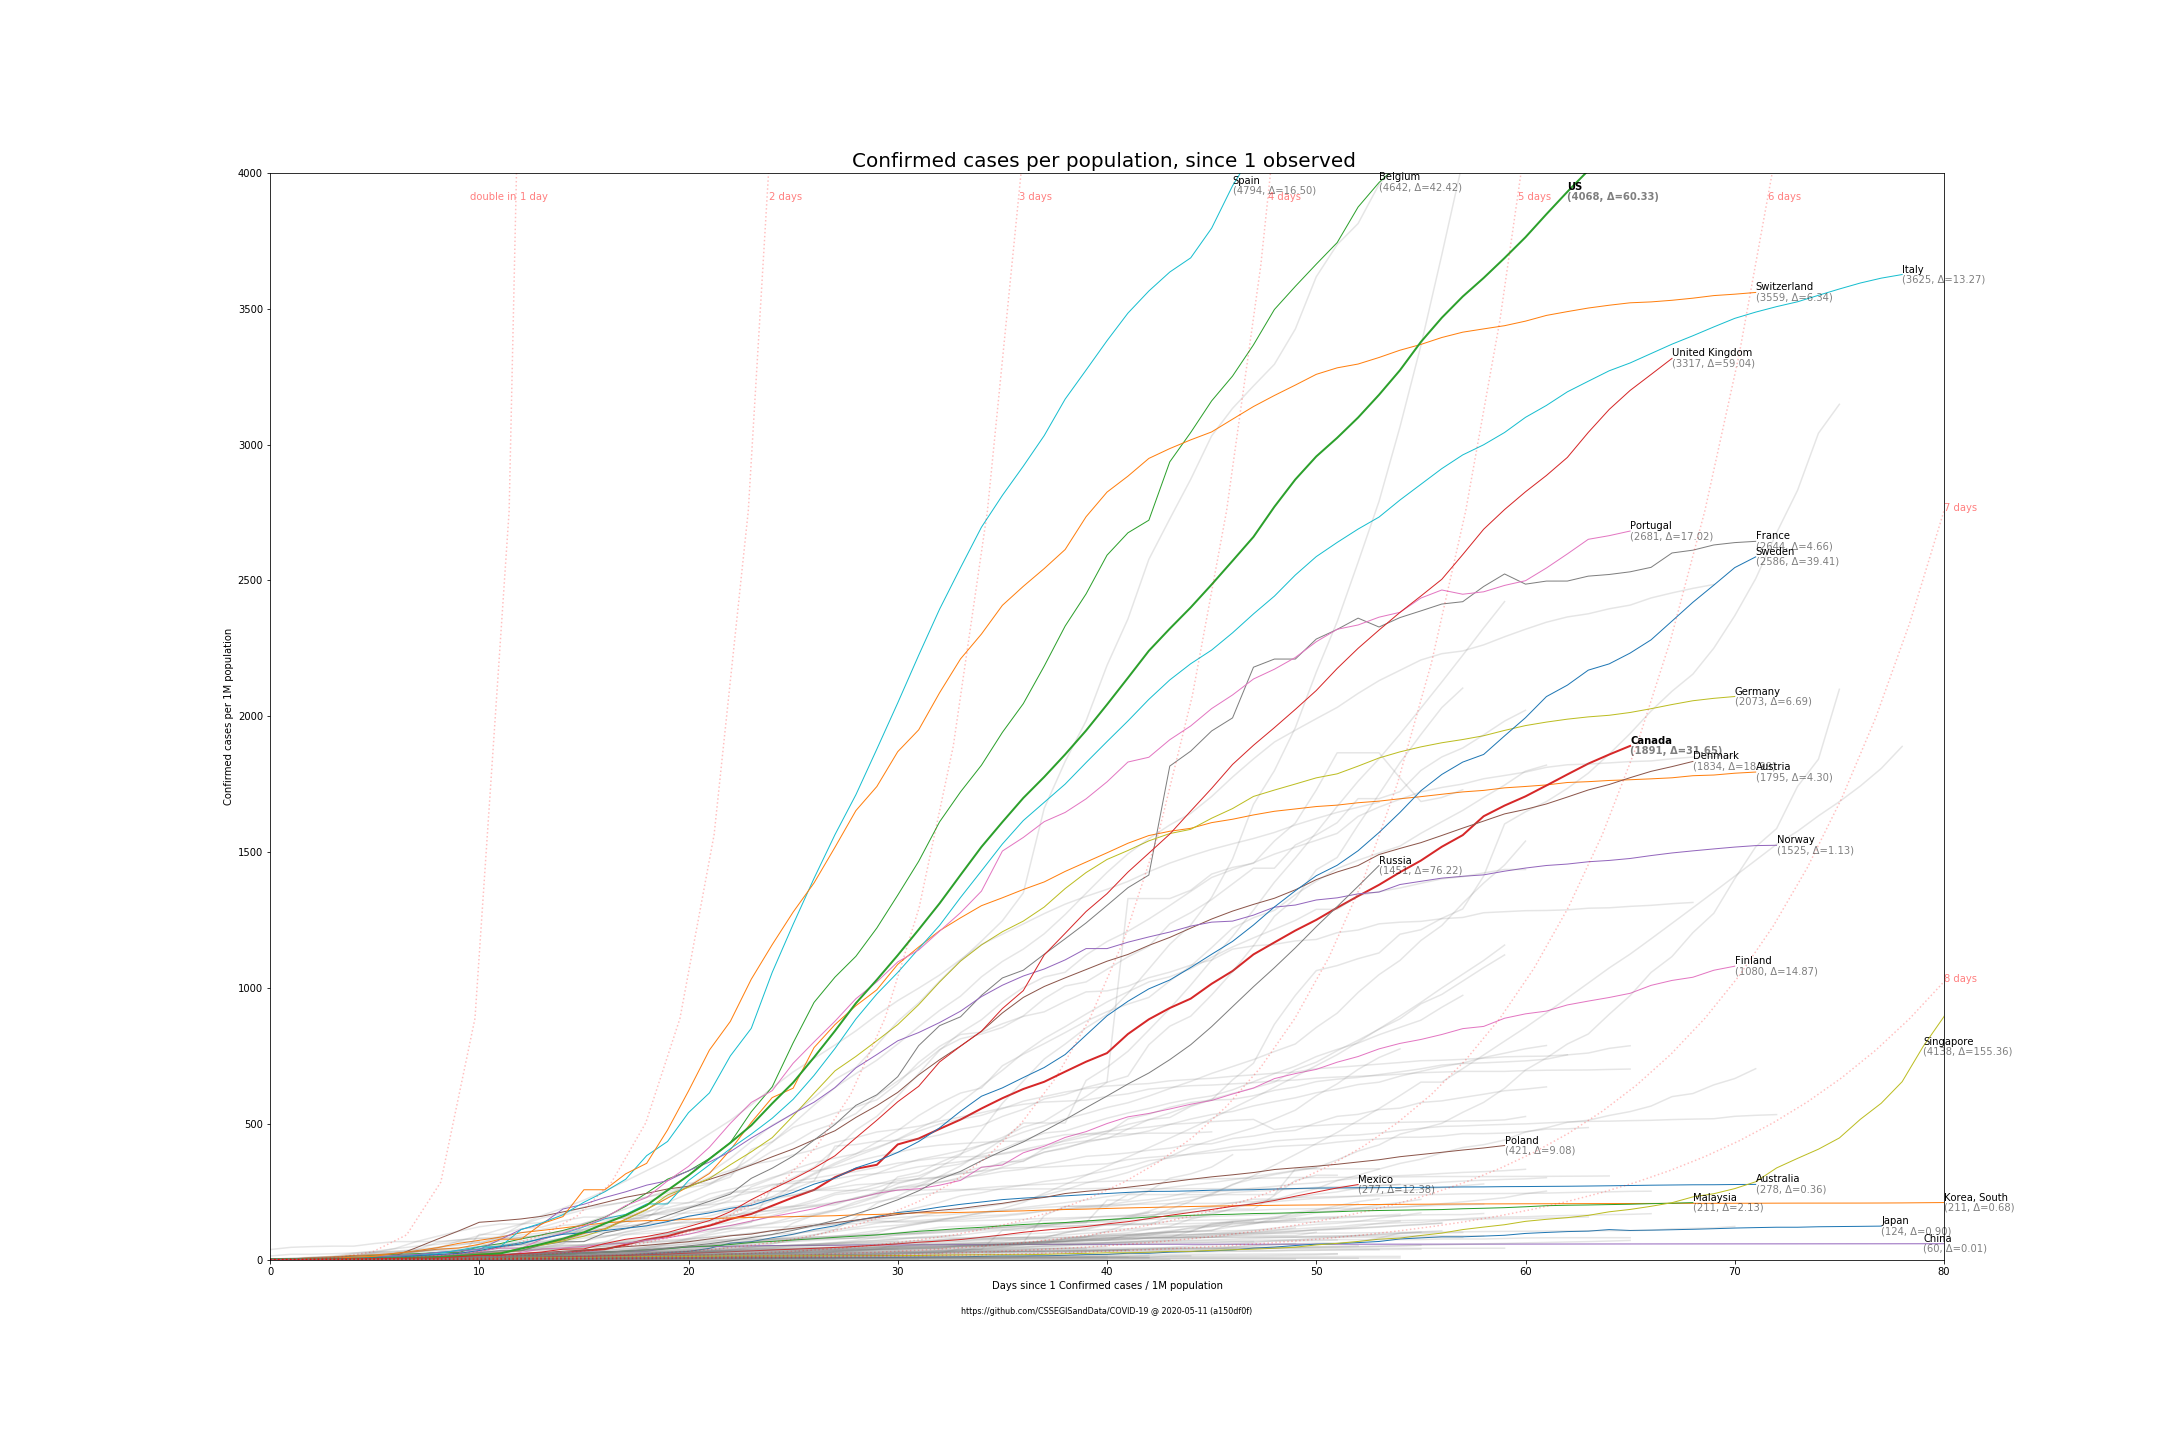 Confirmed cases per population, since 1 observed
4000
3500
3000
2500
2000
1500
1000
500
0
Confirmed cases per 1M population
double in 1 day
2 days
3 days
4 days
5 days
6 days
7 days
8 days
Spain
(4794, Δ=16.50)
Belgium
(4642, Δ=42.42)
US
(4068, Δ=60.33)
Italy
(3625, Δ=13.27)
Switzerland
(3559, Δ=6.34)
United Kingdom
(3317, Δ=59.04)
Portugal
(2681, Δ=17.02)
France
(2644, Δ=4.66)
Sweden
(2586, Δ=39.41)
Germany
(2073, Δ=6.69)
Canada
(1891, Δ=31.65)
Denmark
(1834,
Austria
(1795, Δ=4.30)
Norway
(1525, Δ=1.13)
Russia
(1451, Δ=76.22)
Finland
(1080, Δ=14.87)
Singapore
(4138, Δ=155.36)
Poland
(421, Δ=9.08)
Mexico
(277, Δ=12.38)
Australia
(278, Δ=0.36)
Malaysia
(211, Δ=2.13)
Korea, South
(211, Δ=0.68)
Japan
(124, Δ=0.90)
China
(60, Δ=0.01)
0 10 20 30 40 50 60 70 80
Days since 1 Confirmed cases / 1M population
https://github.com/CSSEGISandData/COVID-19 @ 2020-05-11 (a150df0f)